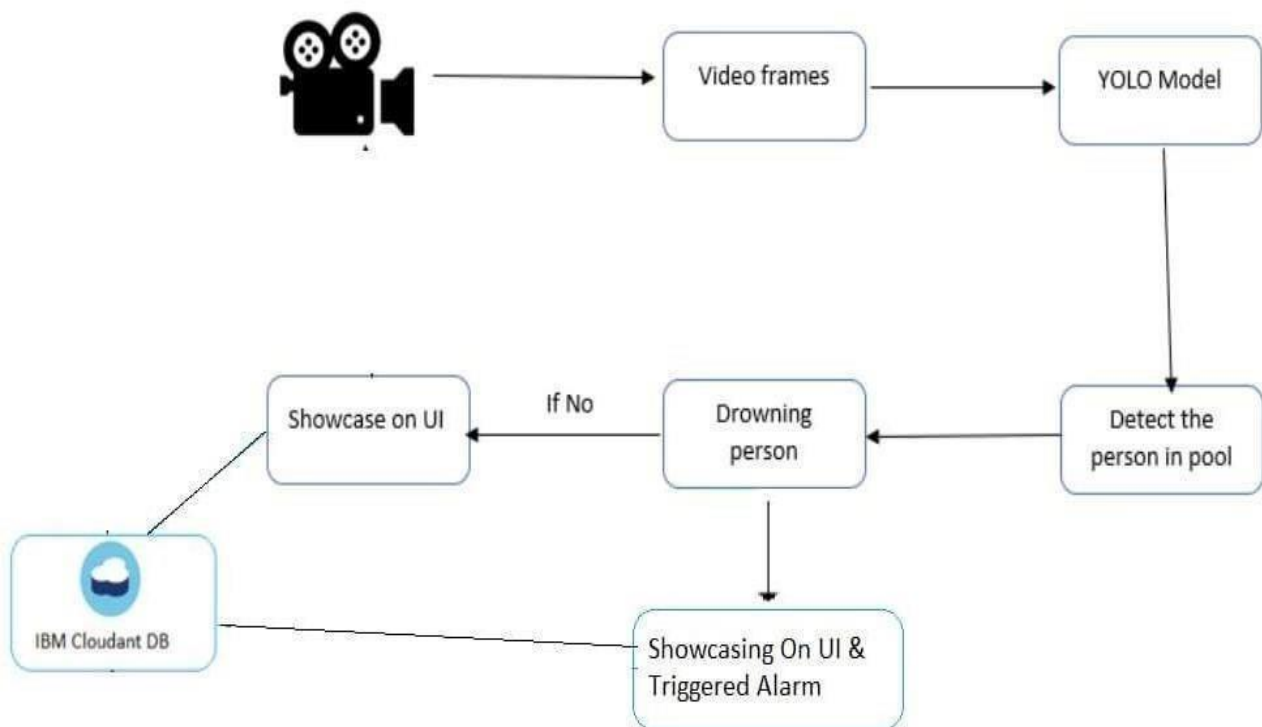 Video frames
YOLO Model
Showcase on UI
If No
Drowning
person
Detect the
person in pool
IBM Cloudant DB
Showcasing On UI &
Triggered Alarm